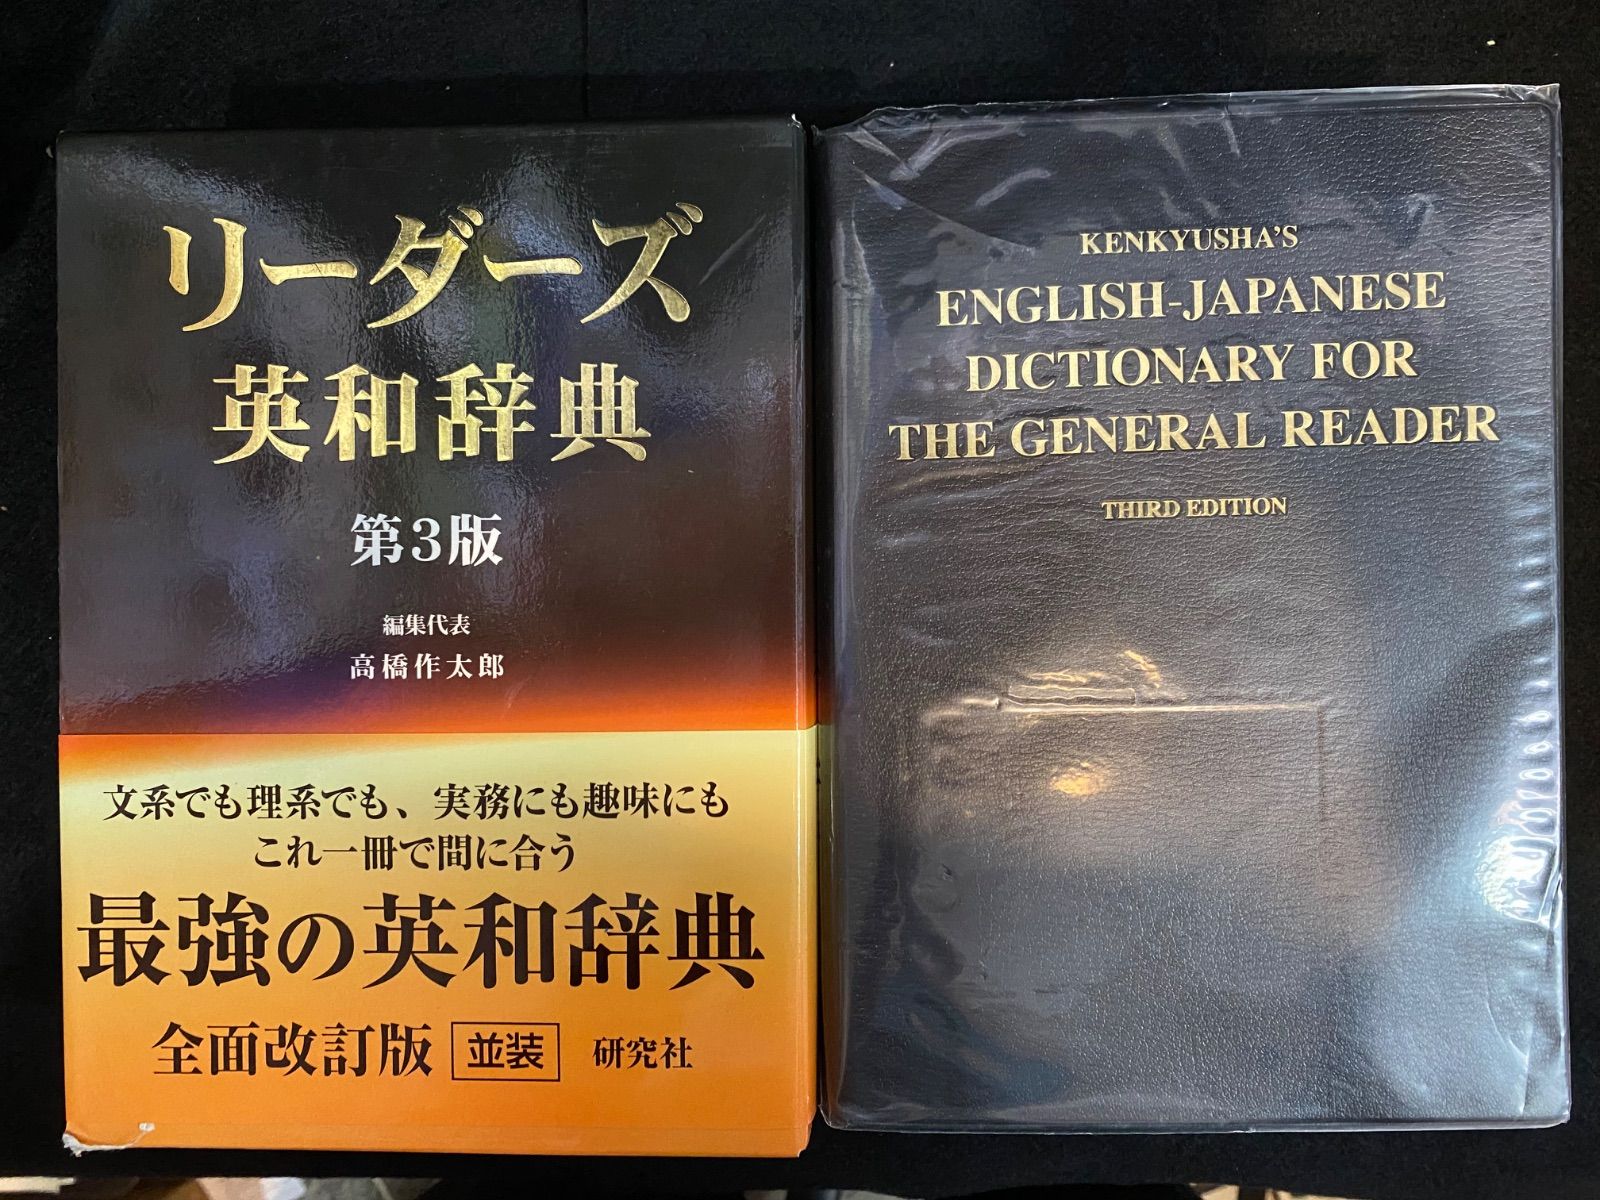 リーダーズ
英和辞典
第3版
編集代表
高橋作太郎
文系でも理系でも、実務にも趣味にも
これ一冊で間に合う
最強の英和辞典
全面改訂版 並装 研究社
KENKYUSHA'S
ENGLISH-JAPANESE
DICTIONARY FOR
THE GENERAL READER
THIRD EDITION